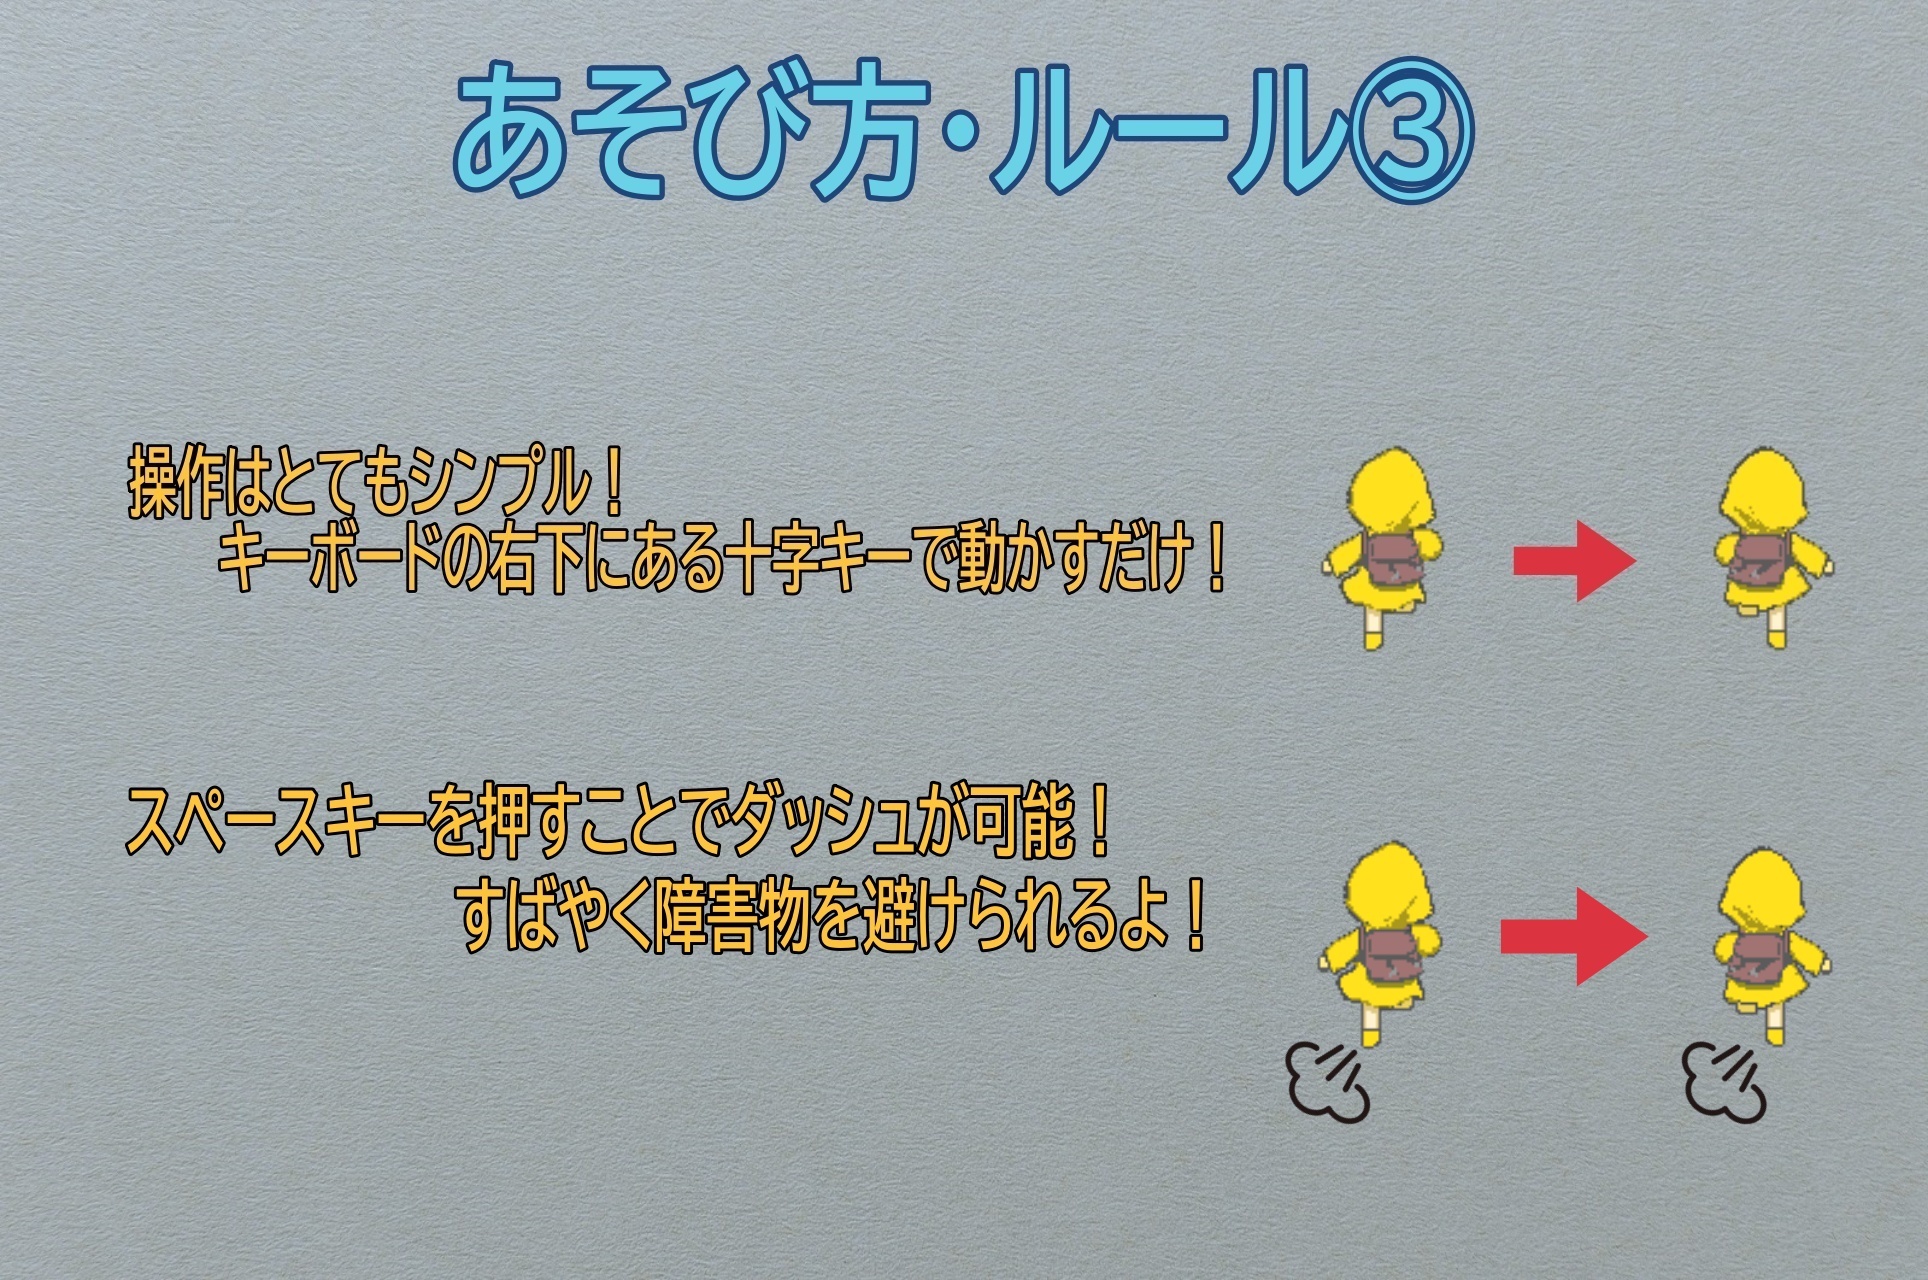 あそび方・ルール③
操作はとてもシンプル！
キーボードの右下にある十字キーで動かすだけ！
スペースキーを押すことでダッシュが可能！
すばやく障害物を避けられるよ！